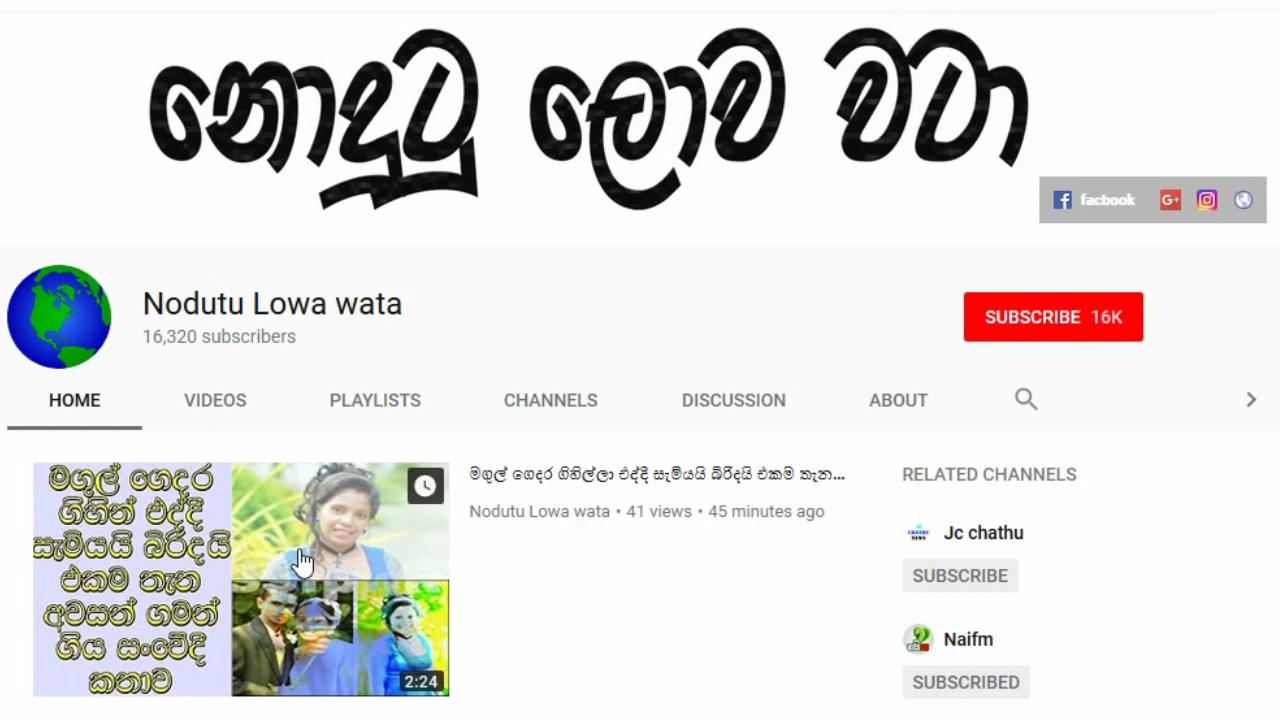 නොදුටු ලොව වටා
facbook
Nodutu Lowa wata
16,320 subscribers
SUBSCRIBE 16K
HOME VIDEOS PLAYLISTS CHANNELS DISCUSSION ABOUT
මගුල් ගෙදර
ගිහින් එද්දි
සැමියයි බිරිදයි
එකම තැන
අවසන් ගමන්
ගිය සංවේදී
කතාව
2:24
මගුල් ගෙදර ගිහිල්ලා එද්දි සැමියයි බිරිදයි එකම තැන...
Nodutu Lowa wata • 41 views • 45 minutes ago
RELATED CHANNELS
Jc chathu
SUBSCRIBE
Naifm
SUBSCRIBED